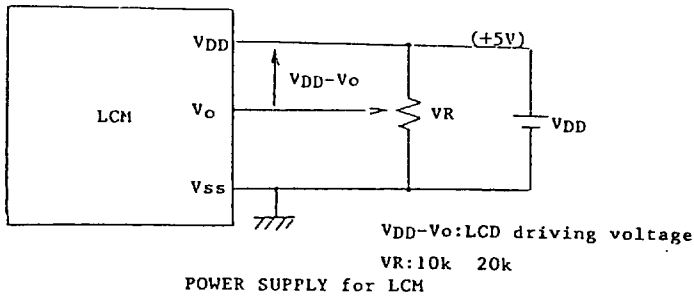 VDD
(+5V)
VDD-Vo
LCM
Vo
VR
VDD
Vss
VDD-Vo:LCD driving voltage
VR:10k 20k
POWER SUPPLY for LCM